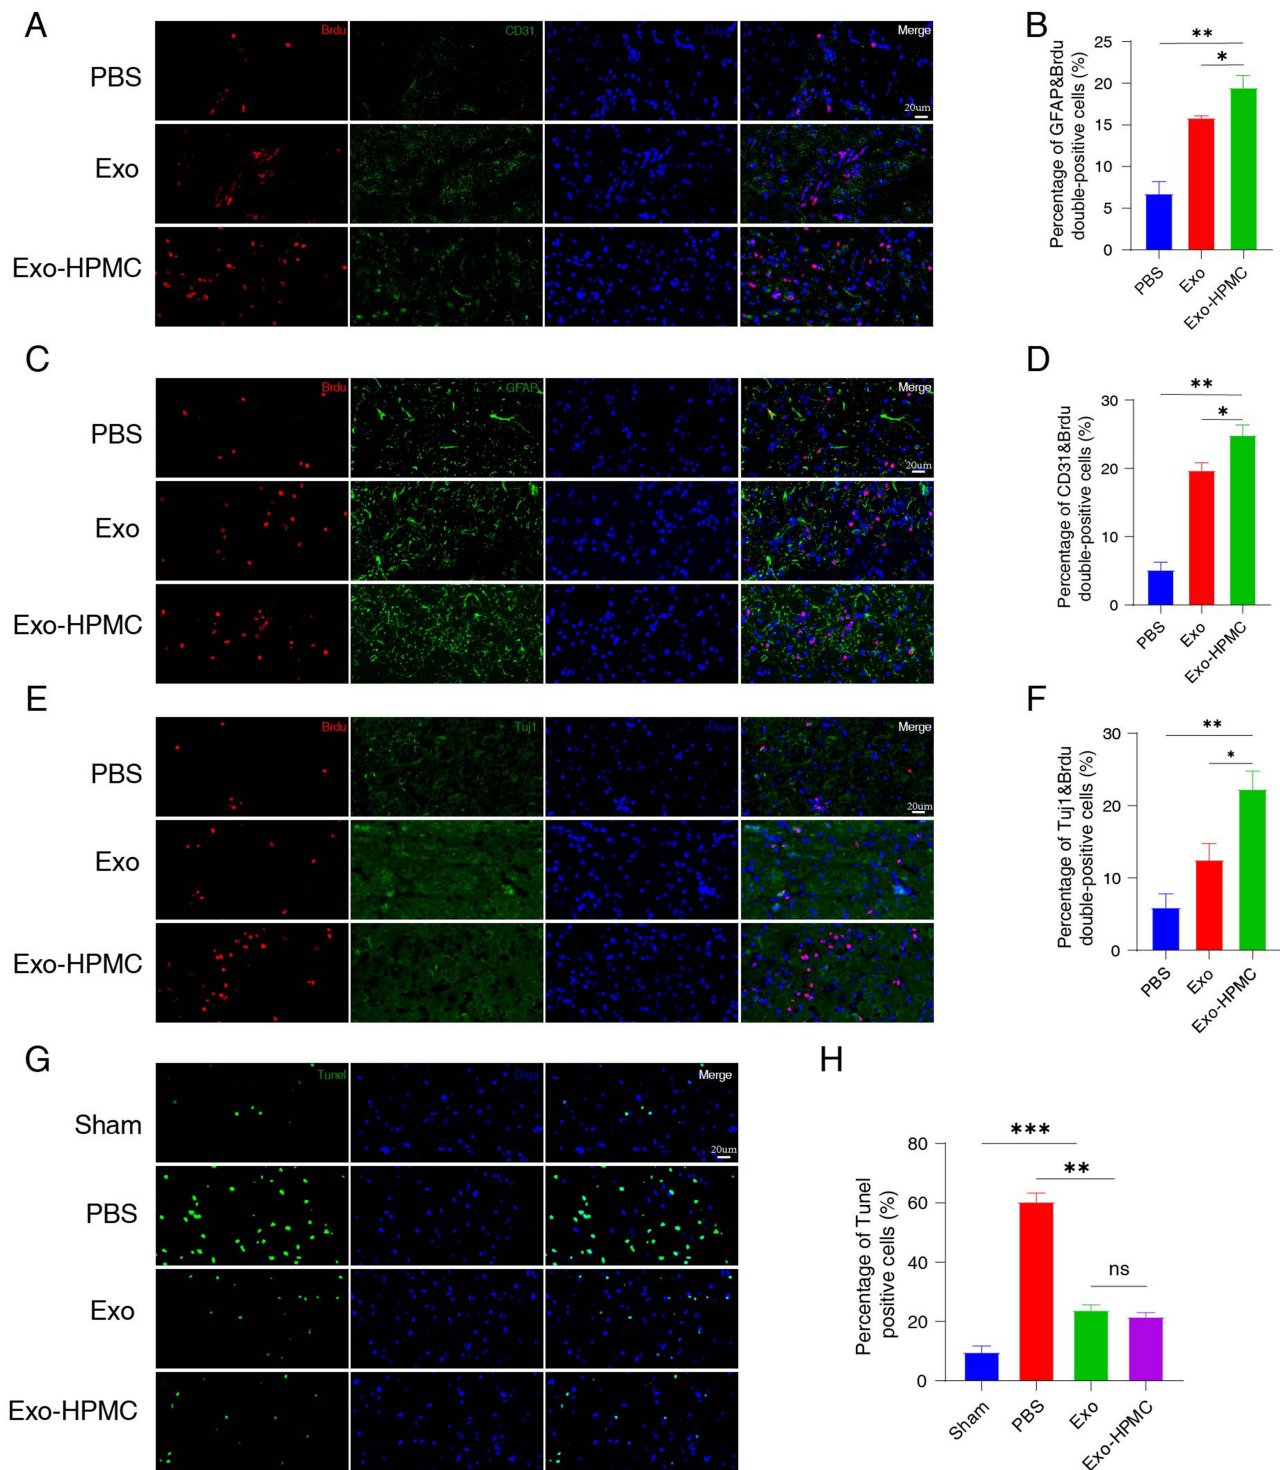 A
Brdu CD31 Dapi Merge
PBS
20um
Exo
Exo-HPMC
B
Percentage of GFAP&Brdu
double-positive cells (%)
25
20
15
10
5
0
**
*
PBS Exo Exo-HPMC
C
Brdu GFAP Dapi Merge
PBS
20um
Exo
Exo-HPMC
D
Percentage of CD31&Brdu
double-positive cells (%)
30
20
10
0
**
*
PBS Exo Exo-HPMC
E
Brdu Tuj1 Dapi Merge
PBS
20um
Exo
Exo-HPMC
F
Percentage of Tuj1&Brdu
double-positive cells (%)
30
20
10
0
**
*
PBS Exo Exo-HPMC
G
Tunel Dapi Merge
Sham
20um
PBS
Exo
Exo-HPMC
H
Percentage of Tunel
positive cells (%)
80
60
40
20
0
***
**
ns
Sham PBS Exo Exo-HPMC